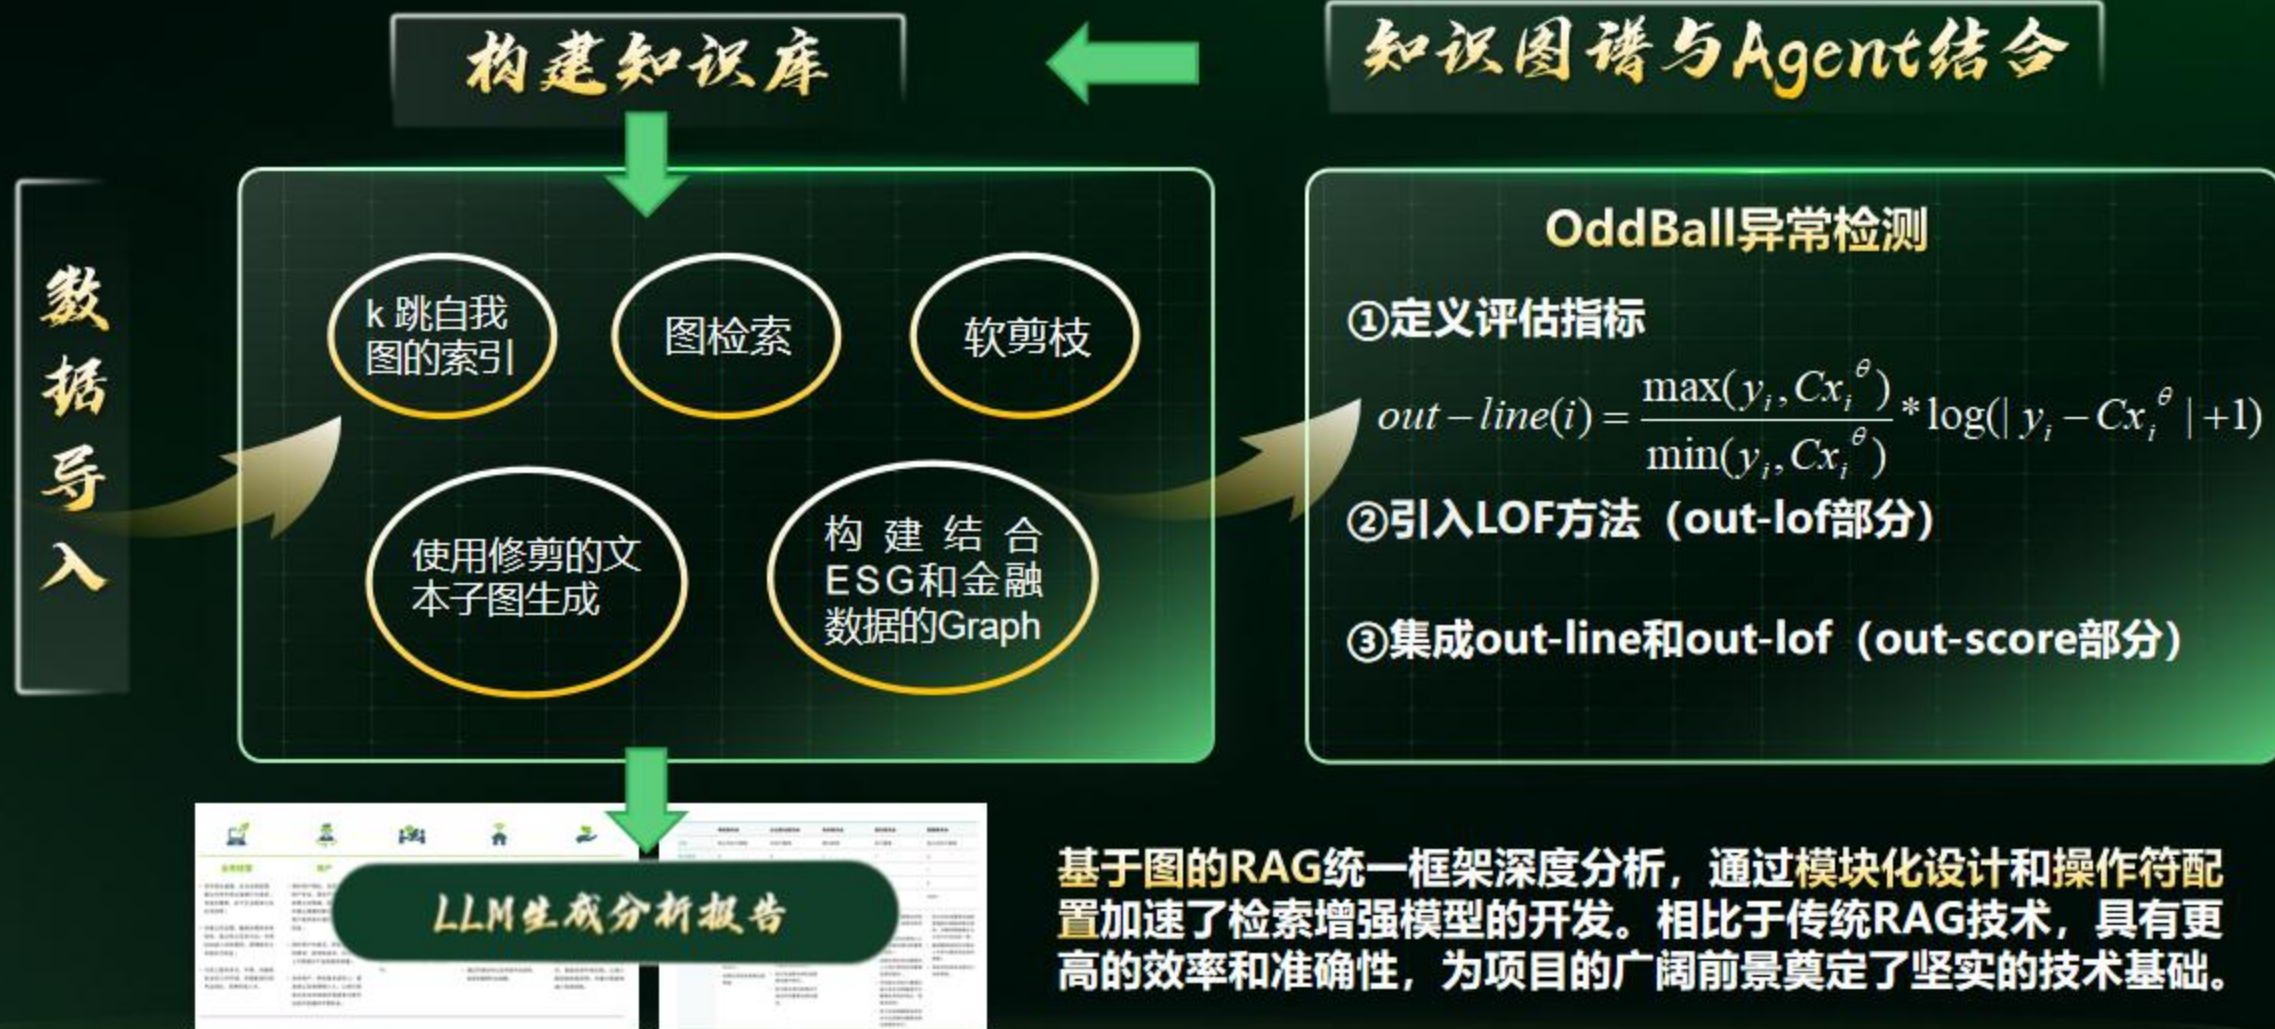 构建知识库
知识图谱与Agent结合
数据导入
k 跳自我
图的索引
图检索
软剪枝
使用修剪的文
本子图生成
构建结合
ESG和金融
数据的Graph
OddBall异常检测
①定义评估指标
out-line(i) = max(y_i, Cx_i^θ) / min(y_i, Cx_i^θ) * log(| y_i - Cx_i^θ | +1)
②引入LOF方法（out-lof部分）
③集成out-line和out-lof（out-score部分）
LLM生成分析报告
基于图的RAG统一框架深度分析，通过模块化设计和操作符配
置加速了检索增强模型的开发。相比于传统RAG技术，具有更
高的效率和准确性，为项目的广阔前景奠定了坚实的技术基础。